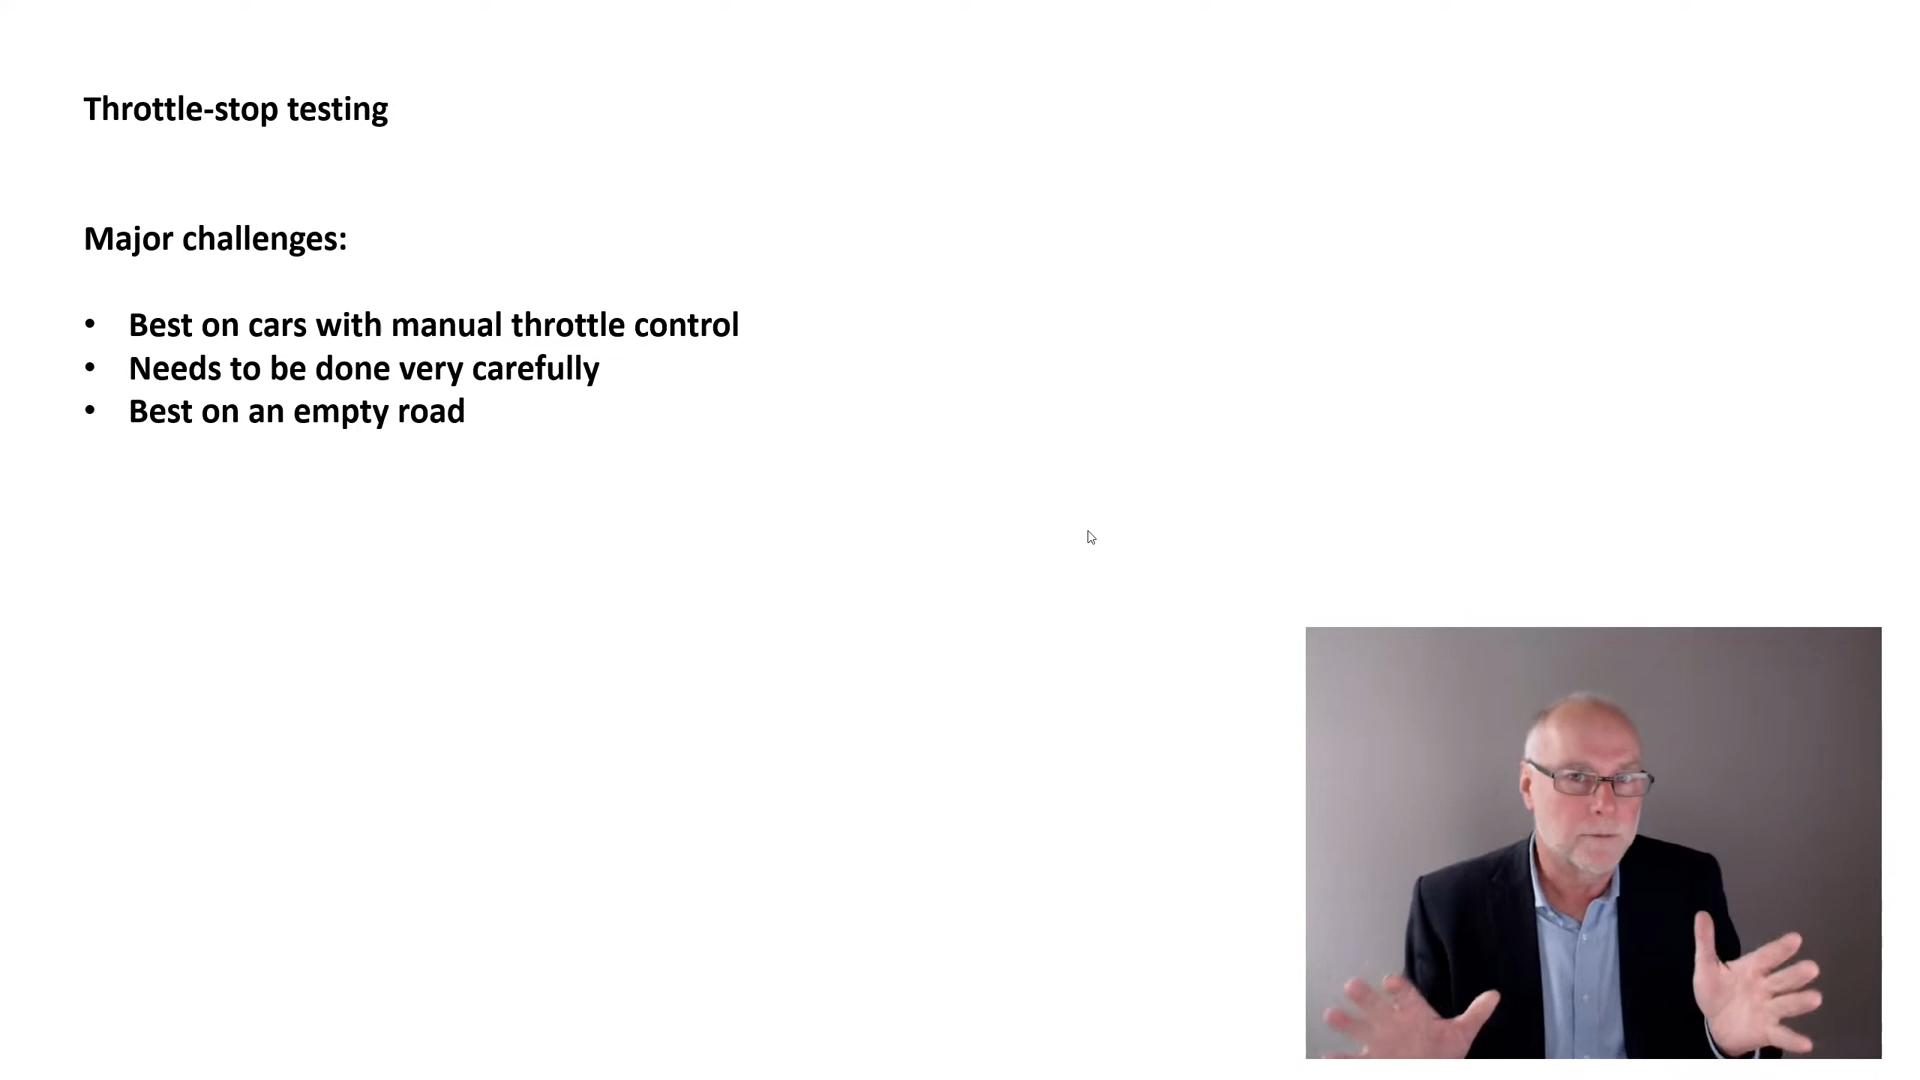 Throttle-stop testing
Major challenges:
• Best on cars with manual throttle control
• Needs to be done very carefully
• Best on an empty road